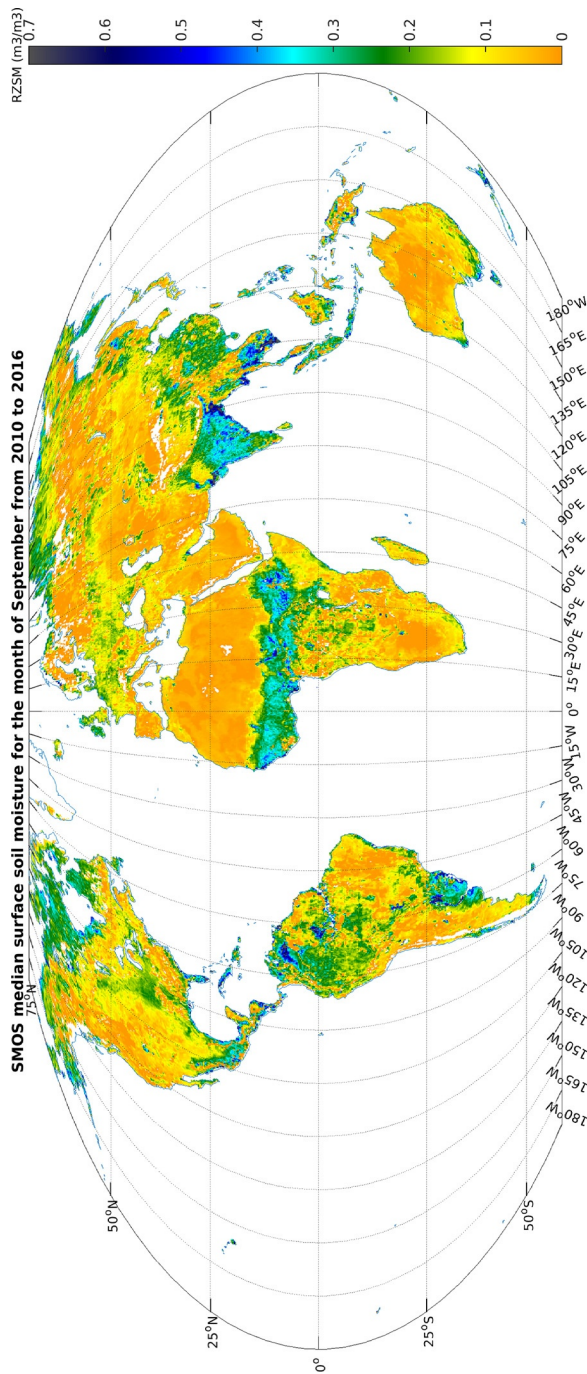 SMOS median surface soil moisture for the month of September from 2010 to 2016
RZSM (m3/m3)
0.7
0.6
0.5
0.4
0.3
0.2
0.1
0
75°N
50°N
25°N
0°
25°S
50°S
180°W
165°W
150°W
135°W
120°W
105°W
90°W
75°W
60°W
45°W
30°W
15°W
0°
15°E
30°E
45°E
60°E
75°E
90°E
105°E
120°E
135°E
150°E
165°E
180°W